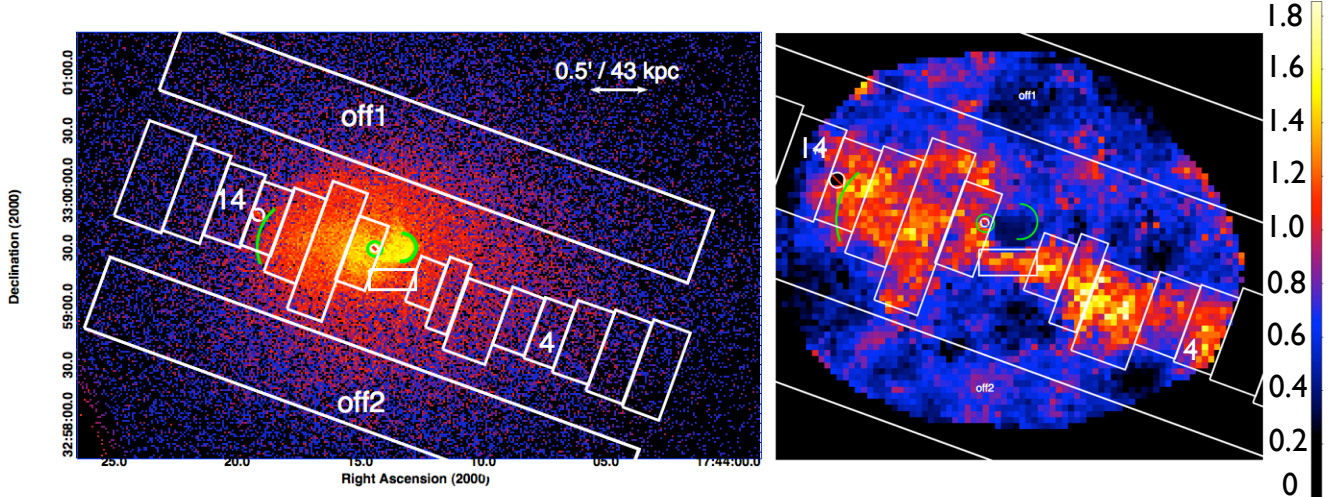 0.5' / 43 kpc
off1
14
4
off2
Declination (2000)
01:00.0
30.0
33:00:00.0
30.0
59:00.0
30.0
32:58:00.0
25.0 20.0 15.0 10.0 05.0 17:44:00.0
Right Ascension (2000)
off1
14
4
off2
1.8
1.6
1.4
1.2
1.0
0.8
0.6
0.4
0.2
0